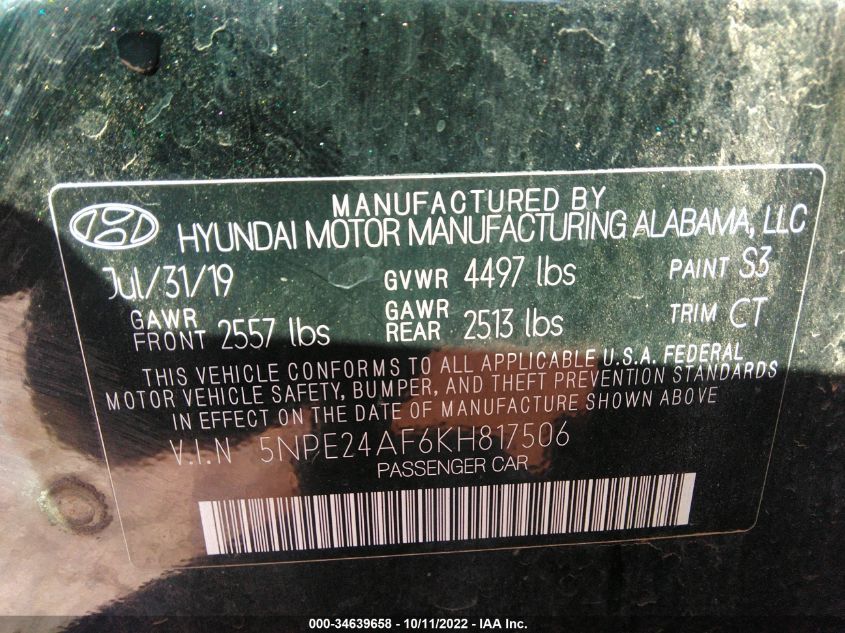 MANUFACTURED BY
HYUNDAI MOTOR MANUFACTURING ALABAMA, LLC
Jul/31/19 GVWR 4497 lbs PAINT S3
GAWR FRONT 2557 lbs GAWR REAR 2513 lbs TRIM CT
THIS VEHICLE CONFORMS TO ALL APPLICABLE U.S.A. FEDERAL
MOTOR VEHICLE SAFETY, BUMPER, AND THEFT PREVENTION STANDARDS
IN EFFECT ON THE DATE OF MANUFACTURE SHOWN ABOVE
V.I.N 5NPE24AF6KH817506
PASSENGER CAR
000-34639658 - 10/11/2022 - IAA Inc.